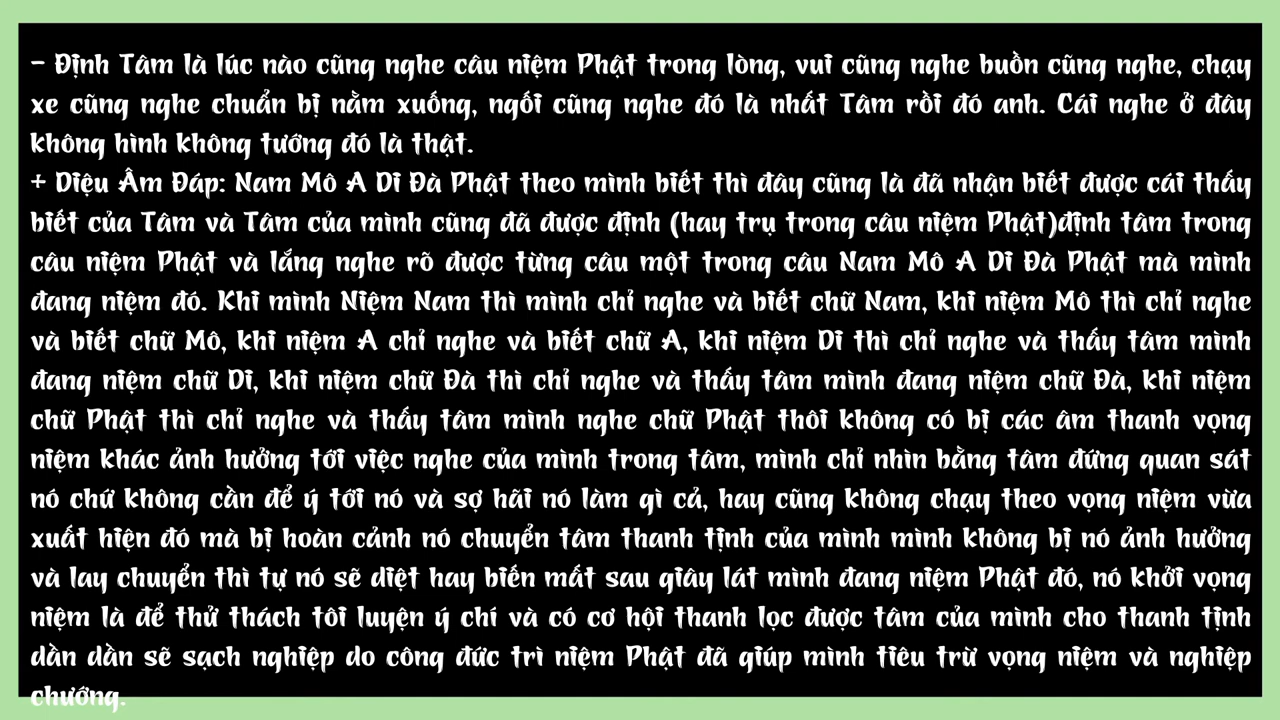 - Định Tâm là lúc nào cũng nghe câu niệm Phật trong lòng, vui cũng nghe buồn cũng nghe, chạy
xe cũng nghe chuẩn bị nằm xuống, ngối cũng nghe đó là nhất Tâm rồi đó anh. Cái nghe ở đây
không hình không tướng đó là thật.
+ Diệu Âm Đáp: Nam Mô A Di Đà Phật theo mình biết thì đây cũng là đã nhận biết được cái thấy
biết của Tâm và Tâm của mình cũng đã được định (hay trụ trong câu niệm Phật)định tâm trong
câu niệm Phật và lắng nghe rõ được từng câu một trong câu Nam Mô A Di Đà Phật mà mình
đang niệm đó. Khi mình Niệm Nam thì mình chỉ nghe và biết chữ Nam, khi niệm Mô thì chỉ nghe
và biết chữ Mô, khi niệm A chỉ nghe và biết chữ A, khi niệm Di thì chỉ nghe và thấy tâm mình
đang niệm chữ Di, khi niệm chữ Đà thì chỉ nghe và thấy tâm mình đang niệm chữ Đà, khi niệm
chữ Phật thì chỉ nghe và thấy tâm mình nghe chữ Phật thôi không có bị các âm thanh vọng
niệm khác ảnh hưởng tới việc nghe của mình trong tâm, mình chỉ nhìn bằng tâm đứng quan sát
nó chứ không cần để ý tới nó và sợ hãi nó làm gì cả, hay cũng không chạy theo vọng niệm vừa
xuất hiện đó mà bị hoàn cảnh nó chuyển tâm thanh tịnh của mình mình không bị nó ảnh hưởng
và lay chuyển thì tự nó sẽ diệt hay biến mất sau giây lát mình đang niệm Phật đó, nó khởi vọng
niệm là để thử thách tôi luyện ý chí và có cơ hội thanh lọc được tâm của mình cho thanh tịnh
dần dần sẽ sạch nghiệp do công đức trì niệm Phật đã giúp mình tiêu trừ vọng niệm và nghiệp
chướng.